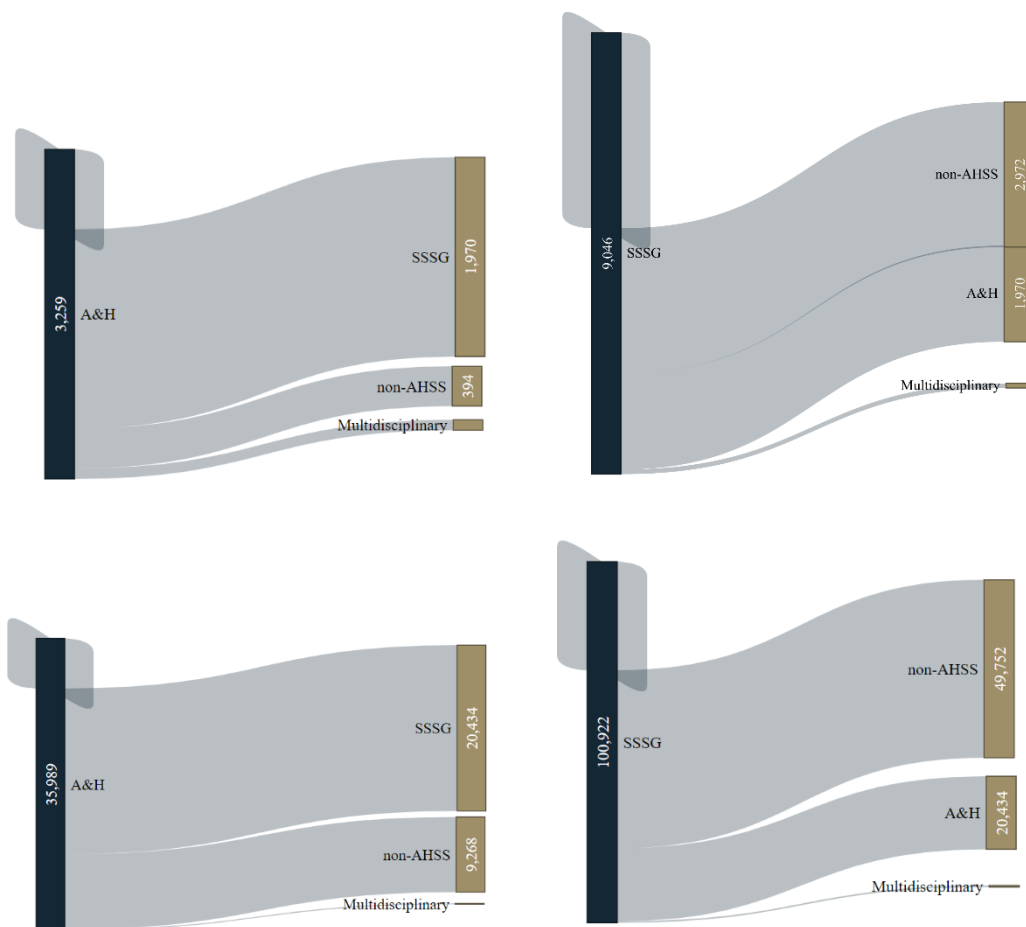 SSSG
1,970
3,259
A&H
non-AHSS
394
Multidisciplinary
non-AHSS
2,972
9,046
SSSG
A&H
1,970
Multidisciplinary
SSSG
20,434
35,989
A&H
non-AHSS
9,268
Multidisciplinary
non-AHSS
49,752
100,922
SSSG
A&H
20,434
Multidisciplinary